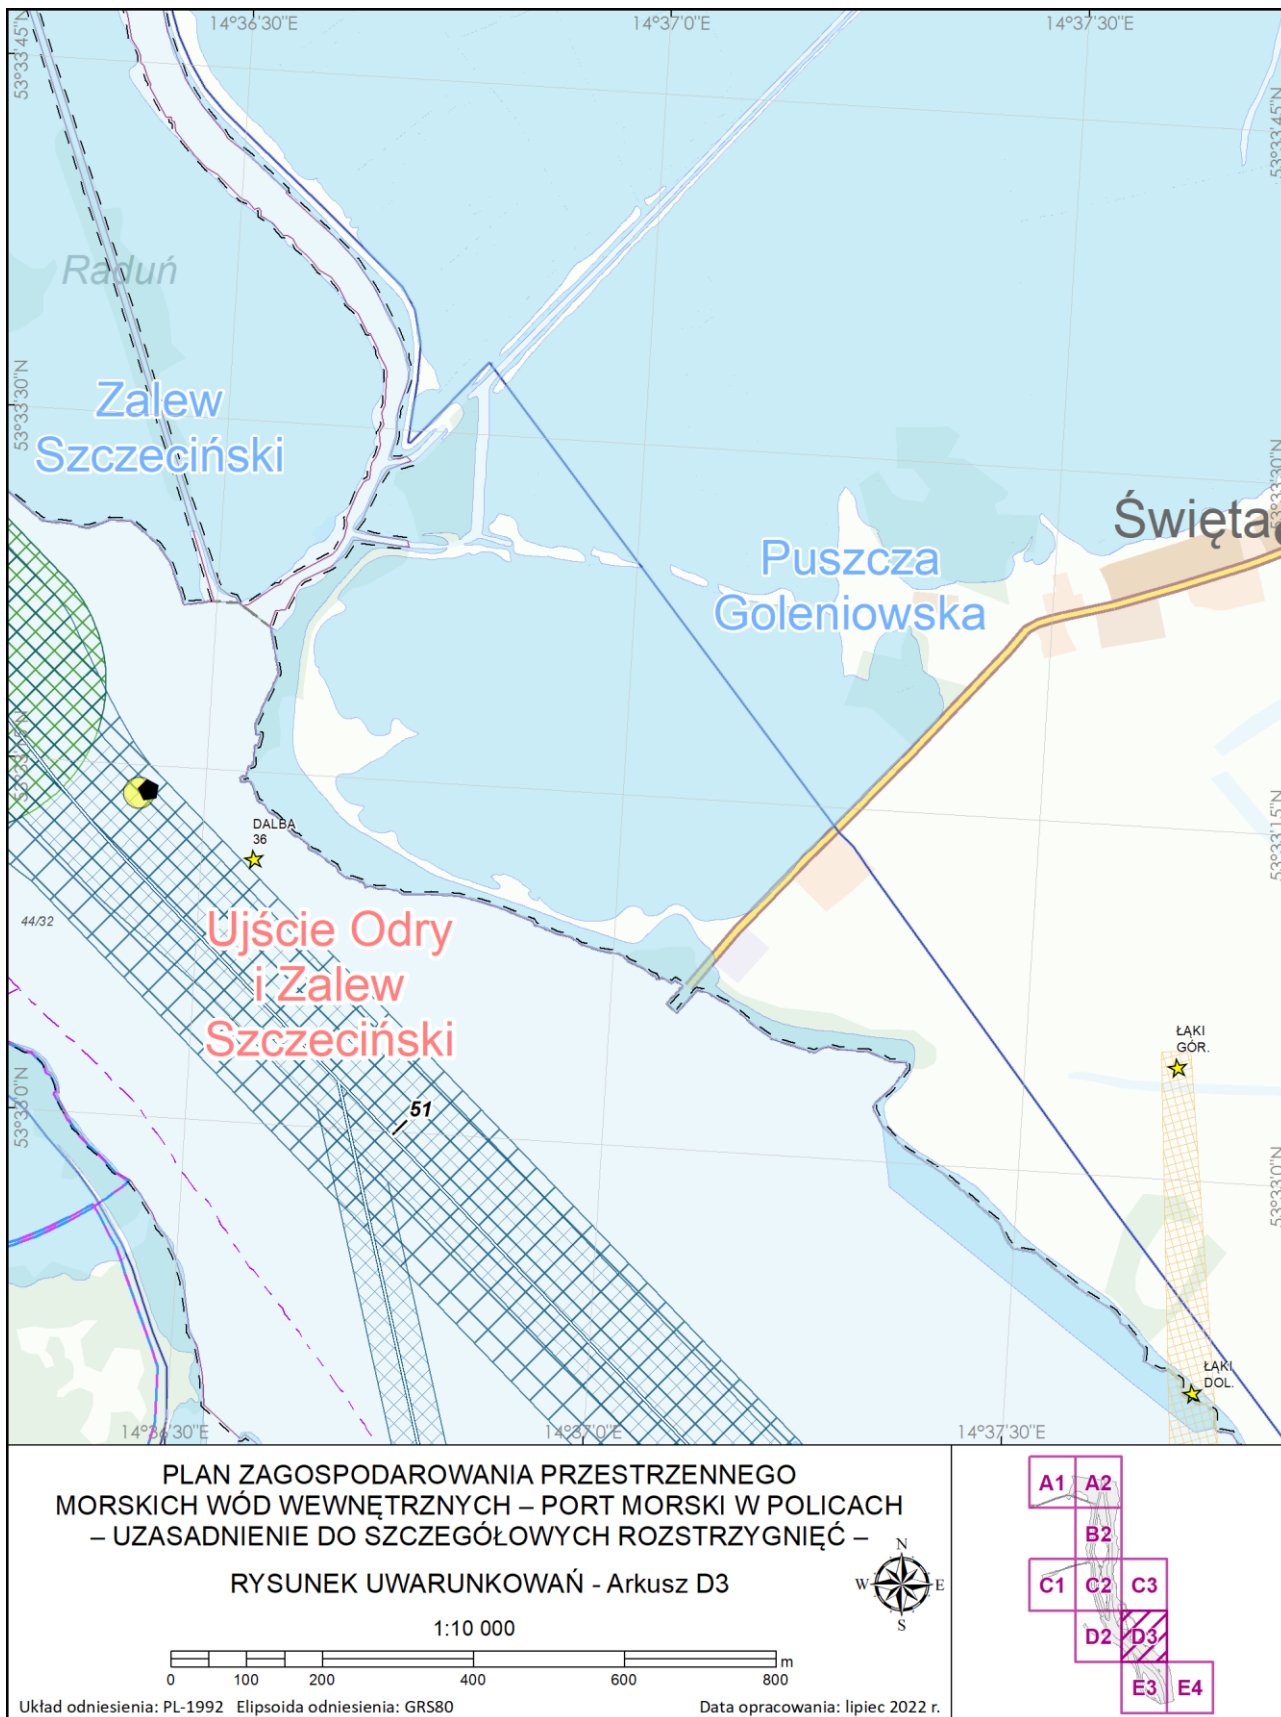 14°36'30"E
14°37'0"E
14°37'30"E
53°33'45"N
53°33'45"N
Raduń
53°33'30"N
Zalew
Szczeciński
53°33'30"N
Święta
Puszcza
Goleniowska
53°33'15"N
DALBA
36
53°33'15"N
44/32
Ujście Odry
i Zalew
Szczeciński
ŁĄKI
GÓR.
53°33'0"N
51
53°33'0"N
ŁĄKI
DOL.
14°36'30"E
14°37'0"E
14°37'30"E
PLAN ZAGOSPODAROWANIA PRZESTRZENNEGO
MORSKICH WÓD WEWNĘTRZNYCH – PORT MORSKI W POLICACH
– UZASADNIENIE DO SZCZEGÓŁOWYCH ROZSTRZYGNIĘĆ –
RYSUNEK UWARUNKOWAŃ - Arkusz D3
N
W E
S
1:10 000
m
0 100 200 400 600 800
Układ odniesienia: PL-1992 Elipsoida odniesienia: GRS80 Data opracowania: lipiec 2022 r.
A1 A2
B2
C1 C2 C3
D2 D3
E3 E4